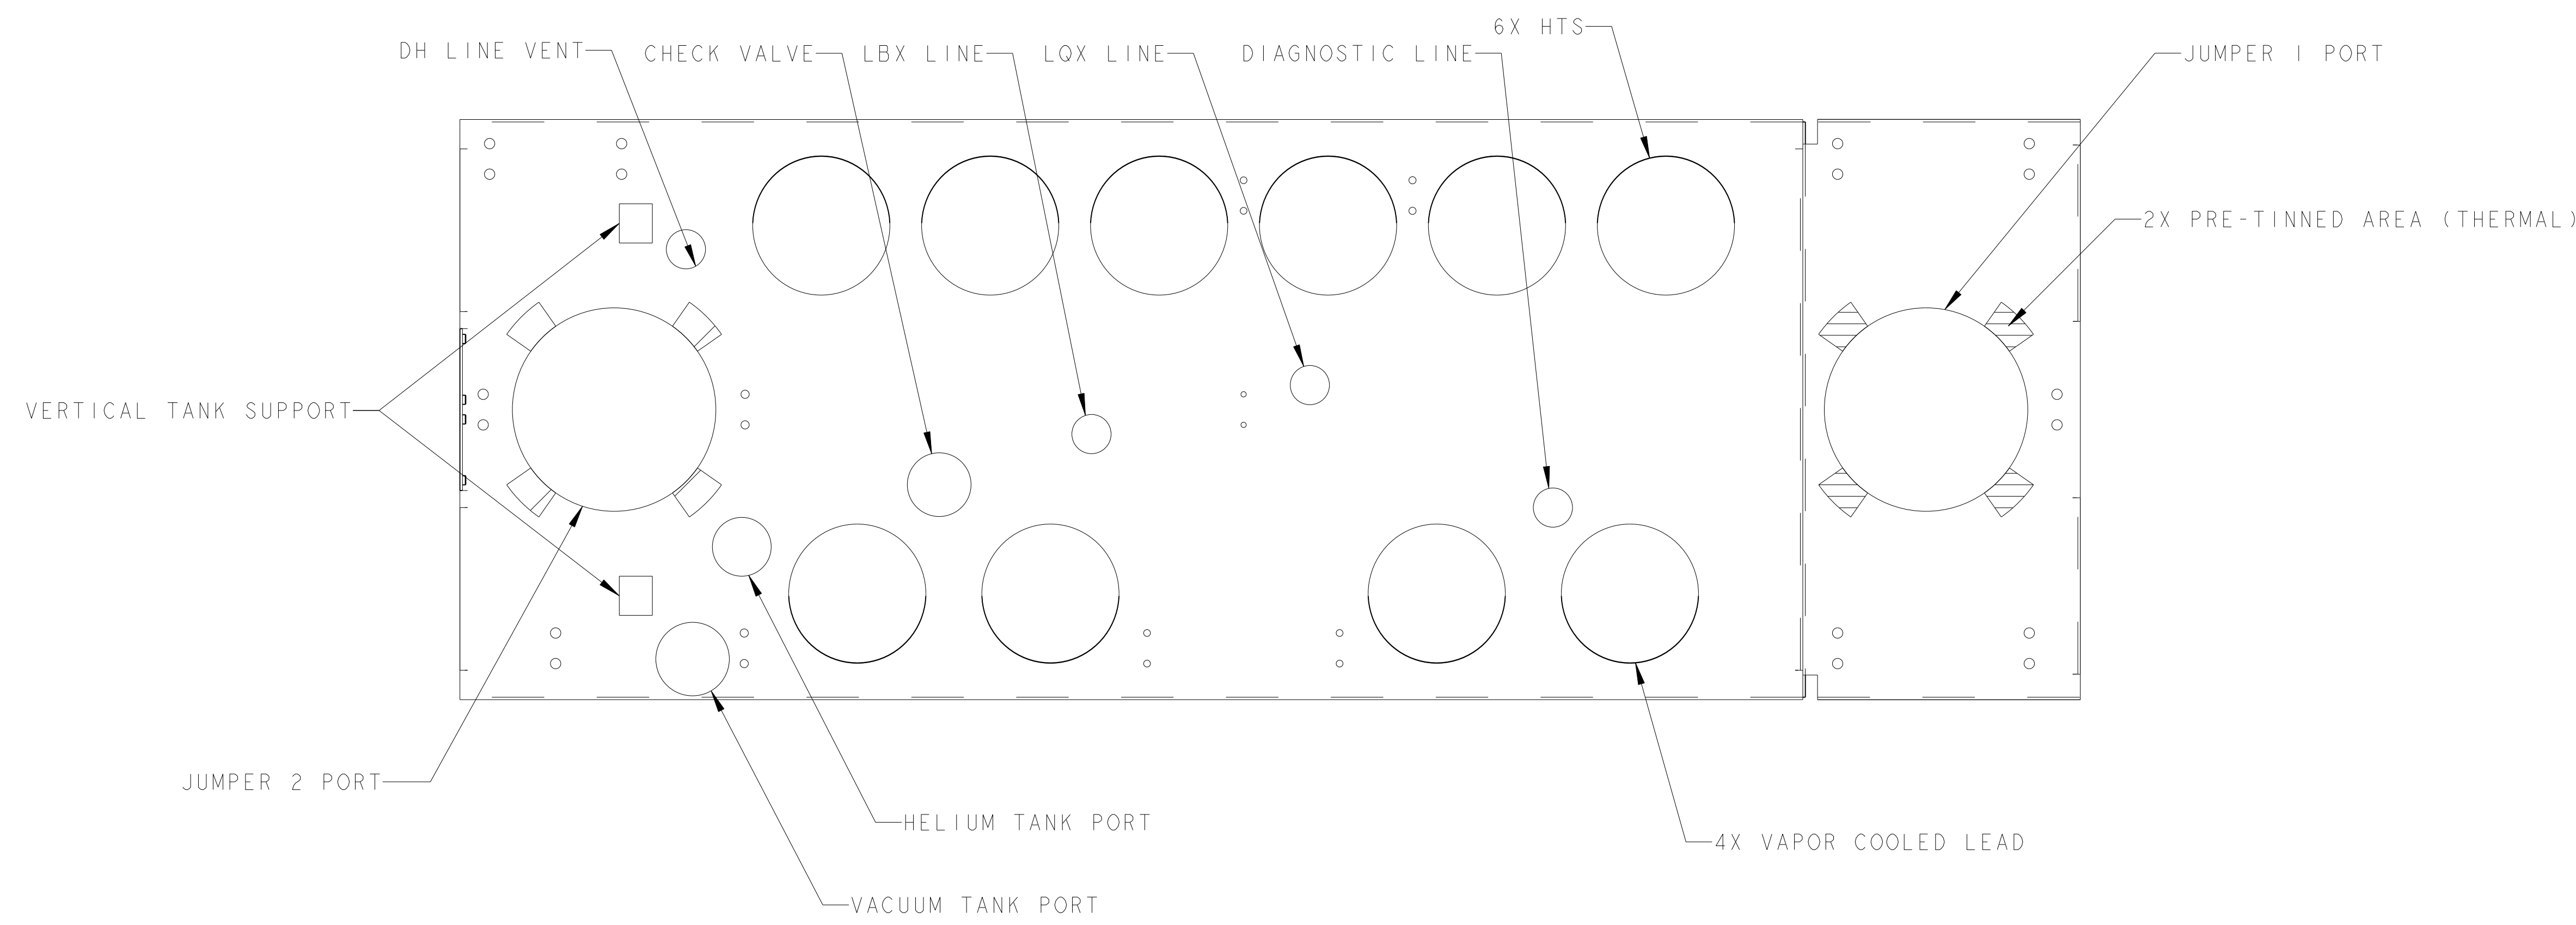 6X HTS
DH LINE VENT
CHECK VALVE
LBX LINE
LQX LINE
DIAGNOSTIC LINE
JUMPER 1 PORT
2X PRE-TINNED AREA (THERMAL)
VERTICAL TANK SUPPORT
JUMPER 2 PORT
HELIUM TANK PORT
4X VAPOR COOLED LEAD
VACUUM TANK PORT